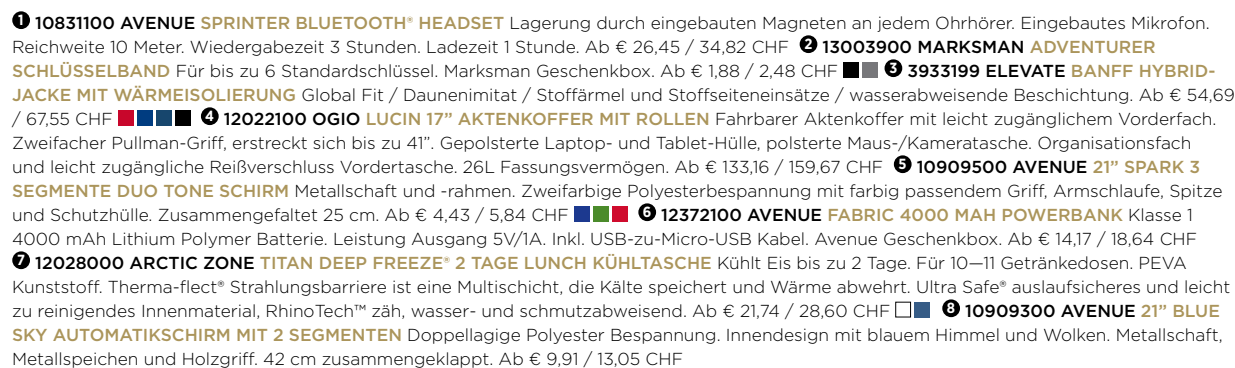 ❶ 10831100 AVENUE SPRINTER BLUETOOTH® HEADSET Lagerung durch eingebauten Magneten an jedem Ohrhörer. Eingebautes Mikrofon.
Reichweite 10 Meter. Wiedergabezeit 3 Stunden. Ladezeit 1 Stunde. Ab € 26,45 / 34,82 CHF ❷ 13003900 MARKSMAN ADVENTURER
SCHLÜSSELBAND Für bis zu 6 Standardschlüssel. Marksman Geschenkbox. Ab € 1,88 / 2,48 CHF ❸ 3933199 ELEVATE BANFF HYBRID-
JACKE MIT WÄRMEISOLIERUNG Global Fit / Daunenimitat / Stoffärmel und Stoffseiteneinsätze / wasserabweisende Beschichtung. Ab € 54,69
/ 67,55 CHF ❹ 12022100 OGIO LUCIN 17” AKTENKOFFER MIT ROLLEN Fahrbarer Aktenkoffer mit leicht zugänglichem Vorderfach.
Zweifacher Pullman-Griff, erstreckt sich bis zu 41”. Gepolsterte Laptop- und Tablet-Hülle, polsterte Maus-/Kameratasche. Organisationsfach
und leicht zugängliche Reißverschluss Vordertasche. 26L Fassungsvermögen. Ab € 133,16 / 159,67 CHF ❺ 10909500 AVENUE 21” SPARK 3
SEGMENTE DUO TONE SCHIRM Metallschaft und -rahmen. Zweifarbige Polyesterbespannung mit farbig passendem Griff, Armschlaufe, Spitze
und Schutzhülle. Zusammengefaltet 25 cm. Ab € 4,43 / 5,84 CHF ❻ 12372100 AVENUE FABRIC 4000 MAH POWERBANK Klasse 1
4000 mAh Lithium Polymer Batterie. Leistung Ausgang 5V/1A. Inkl. USB-zu-Micro-USB Kabel. Avenue Geschenkbox. Ab € 14,17 / 18,64 CHF
❼ 12028000 ARCTIC ZONE TITAN DEEP FREEZE® 2 TAGE LUNCH KÜHLTASCHE Kühlt Eis bis zu 2 Tage. Für 10—11 Getränkedosen. PEVA
Kunststoff. Therma-flect® Strahlungsbarriere ist eine Multischicht, die Kälte speichert und Wärme abwehrt. Ultra Safe® auslaufsicheres und leicht
zu reinigendes Innenmaterial, RhinoTech™ zäh, wasser- und schmutzabweisend. Ab € 21,74 / 28,60 CHF ❽ 10909300 AVENUE 21” BLUE
SKY AUTOMATIKSCHIRM MIT 2 SEGMENTEN Doppellagige Polyester Bespannung. Innendesign mit blauem Himmel und Wolken. Metallschaft,
Metallspeichen und Holzgriff. 42 cm zusammengeklappt. Ab € 9,91 / 13,05 CHF